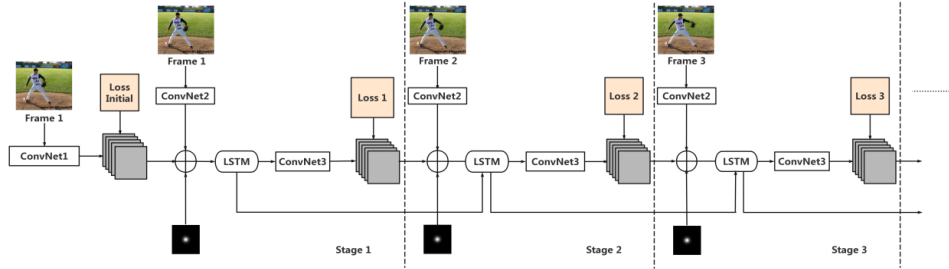 Frame 1
ConvNet1
Loss
Initial
Frame 1
ConvNet2
LSTM
ConvNet3
Loss 1
Stage 1
Frame 2
ConvNet2
LSTM
ConvNet3
Loss 2
Stage 2
Frame 3
ConvNet2
LSTM
ConvNet3
Loss 3
Stage 3